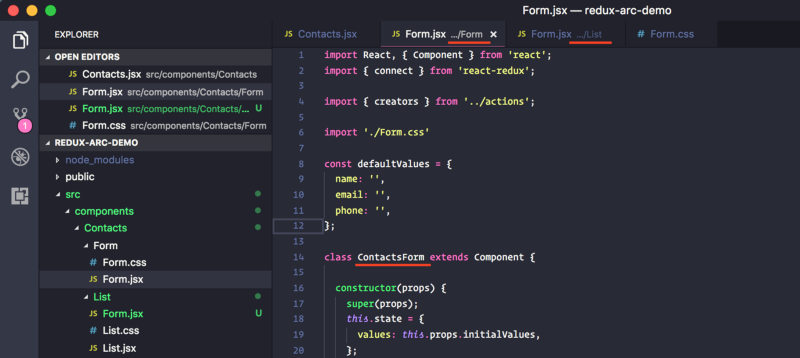 Form.jsx — redux-arc-demo
EXPLORER
OPEN EDITORS
JS Contacts.jsx src/components/Contacts
JS Form.jsx src/components/Contacts/Form
JS Form.jsx src/components/Contacts/... U
# Form.css src/components/Contacts/Form
REDUX-ARC-DEMO
node_modules
public
src
components
Contacts
Form
# Form.css
JS Form.jsx
List
JS Form.jsx U
# List.css
JS List.jsx
1
JS Contacts.jsx
JS Form.jsx .../Form ×
JS Form.jsx .../List
# Form.css
1 import React, { Component } from 'react';
2 import { connect } from 'react-redux';
3
4 import { creators } from '../actions';
5
6 import './Form.css'
7
8 const defaultValues = {
9 name: '',
10 email: '',
11 phone: '',
12 };
13
14 class ContactsForm extends Component {
15
16 constructor(props) {
17 super(props);
18 this.state = {
19 values: this.props.initialValues,
20 };